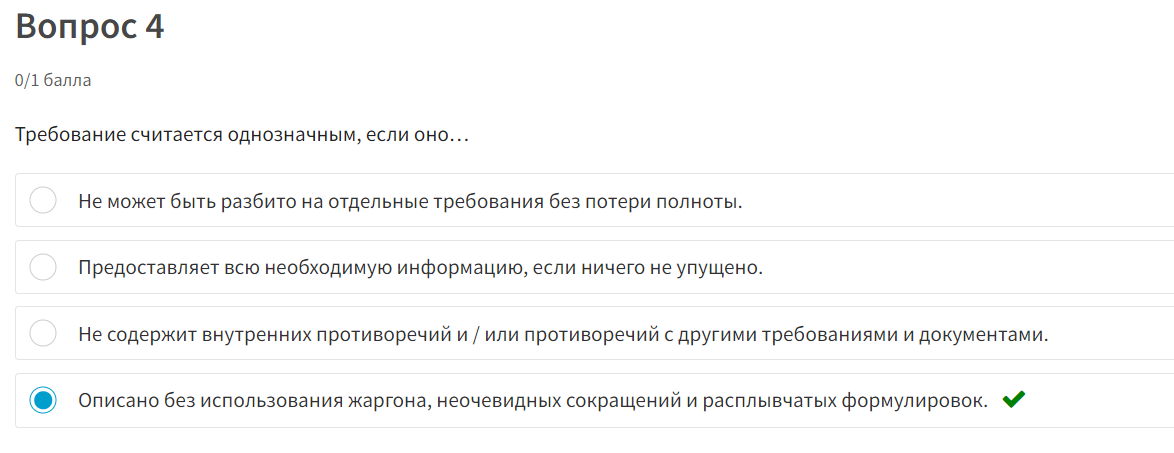 Вопрос 4
0/1 балла
Требование считается однозначным, если оно…
Не может быть разбито на отдельные требования без потери полноты.
Предоставляет всю необходимую информацию, если ничего не упущено.
Не содержит внутренних противоречий и / или противоречий с другими требованиями и документами.
Описано без использования жаргона, неочевидных сокращений и расплывчатых формулировок.